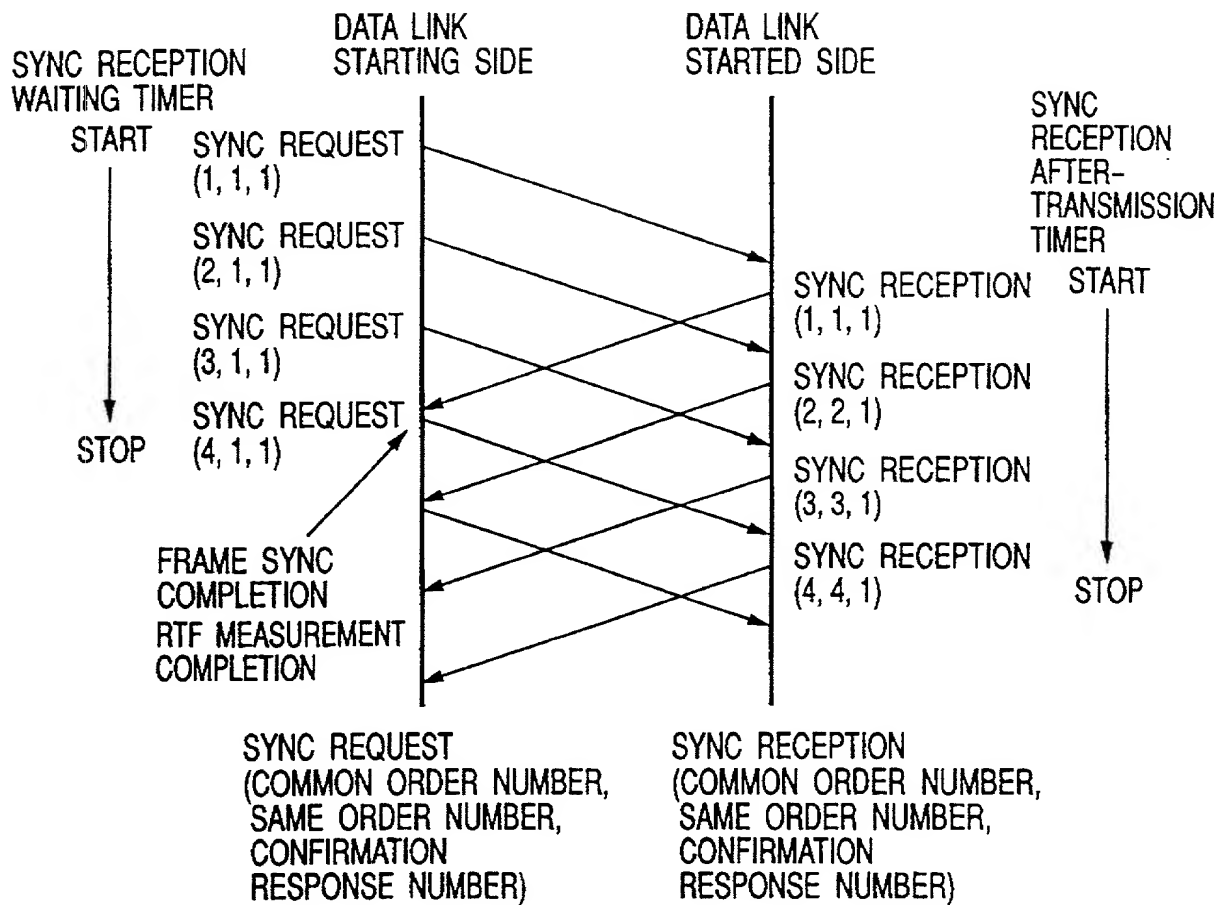 DATA LINK
STARTING SIDE
DATA LINK
STARTED SIDE
SYNC RECEPTION
WAITING TIMER
START
STOP
SYNC REQUEST
(1, 1, 1)
SYNC REQUEST
(2, 1, 1)
SYNC REQUEST
(3, 1, 1)
SYNC REQUEST
(4, 1, 1)
FRAME SYNC
COMPLETION
RTF MEASUREMENT
COMPLETION
SYNC RECEPTION
(1, 1, 1)
SYNC RECEPTION
(2, 2, 1)
SYNC RECEPTION
(3, 3, 1)
SYNC RECEPTION
(4, 4, 1)
SYNC
RECEPTION
AFTER-
TRANSMISSION
TIMER
START
STOP
SYNC REQUEST
(COMMON ORDER NUMBER,
SAME ORDER NUMBER,
CONFIRMATION
RESPONSE NUMBER)
SYNC RECEPTION
(COMMON ORDER NUMBER,
SAME ORDER NUMBER,
CONFIRMATION
RESPONSE NUMBER)